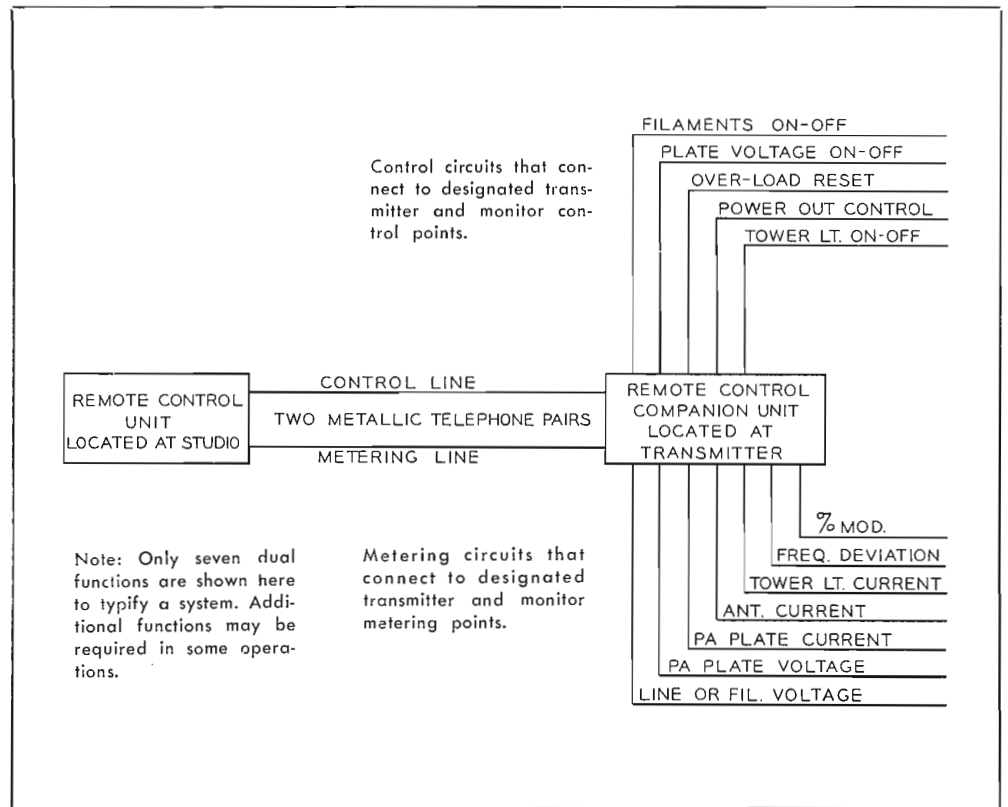 FILAMENTS ON-OFF
PLATE VOLTAGE ON-OFF
OVER-LOAD RESET
POWER OUT CONTROL
TOWER LT. ON-OFF
Control circuits that con-
nect to designated trans-
mitter and monitor con-
trol points.
REMOTE CONTROL
UNIT
LOCATED AT STUDIO
CONTROL LINE
TWO METALLIC TELEPHONE PAIRS
METERING LINE
REMOTE CONTROL
COMPANION UNIT
LOCATED AT
TRANSMITTER
Note: Only seven dual
functions are shown here
to typify a system. Addi-
tional functions may be
required in some opera-
tions.
Metering circuits that
connect to designated
transmitter and monitor
metering points.
% MOD.
FREQ. DEVIATION
TOWER LT. CURRENT
ANT. CURRENT
PA PLATE CURRENT
PA PLATE VOLTAGE
LINE OR FIL. VOLTAGE